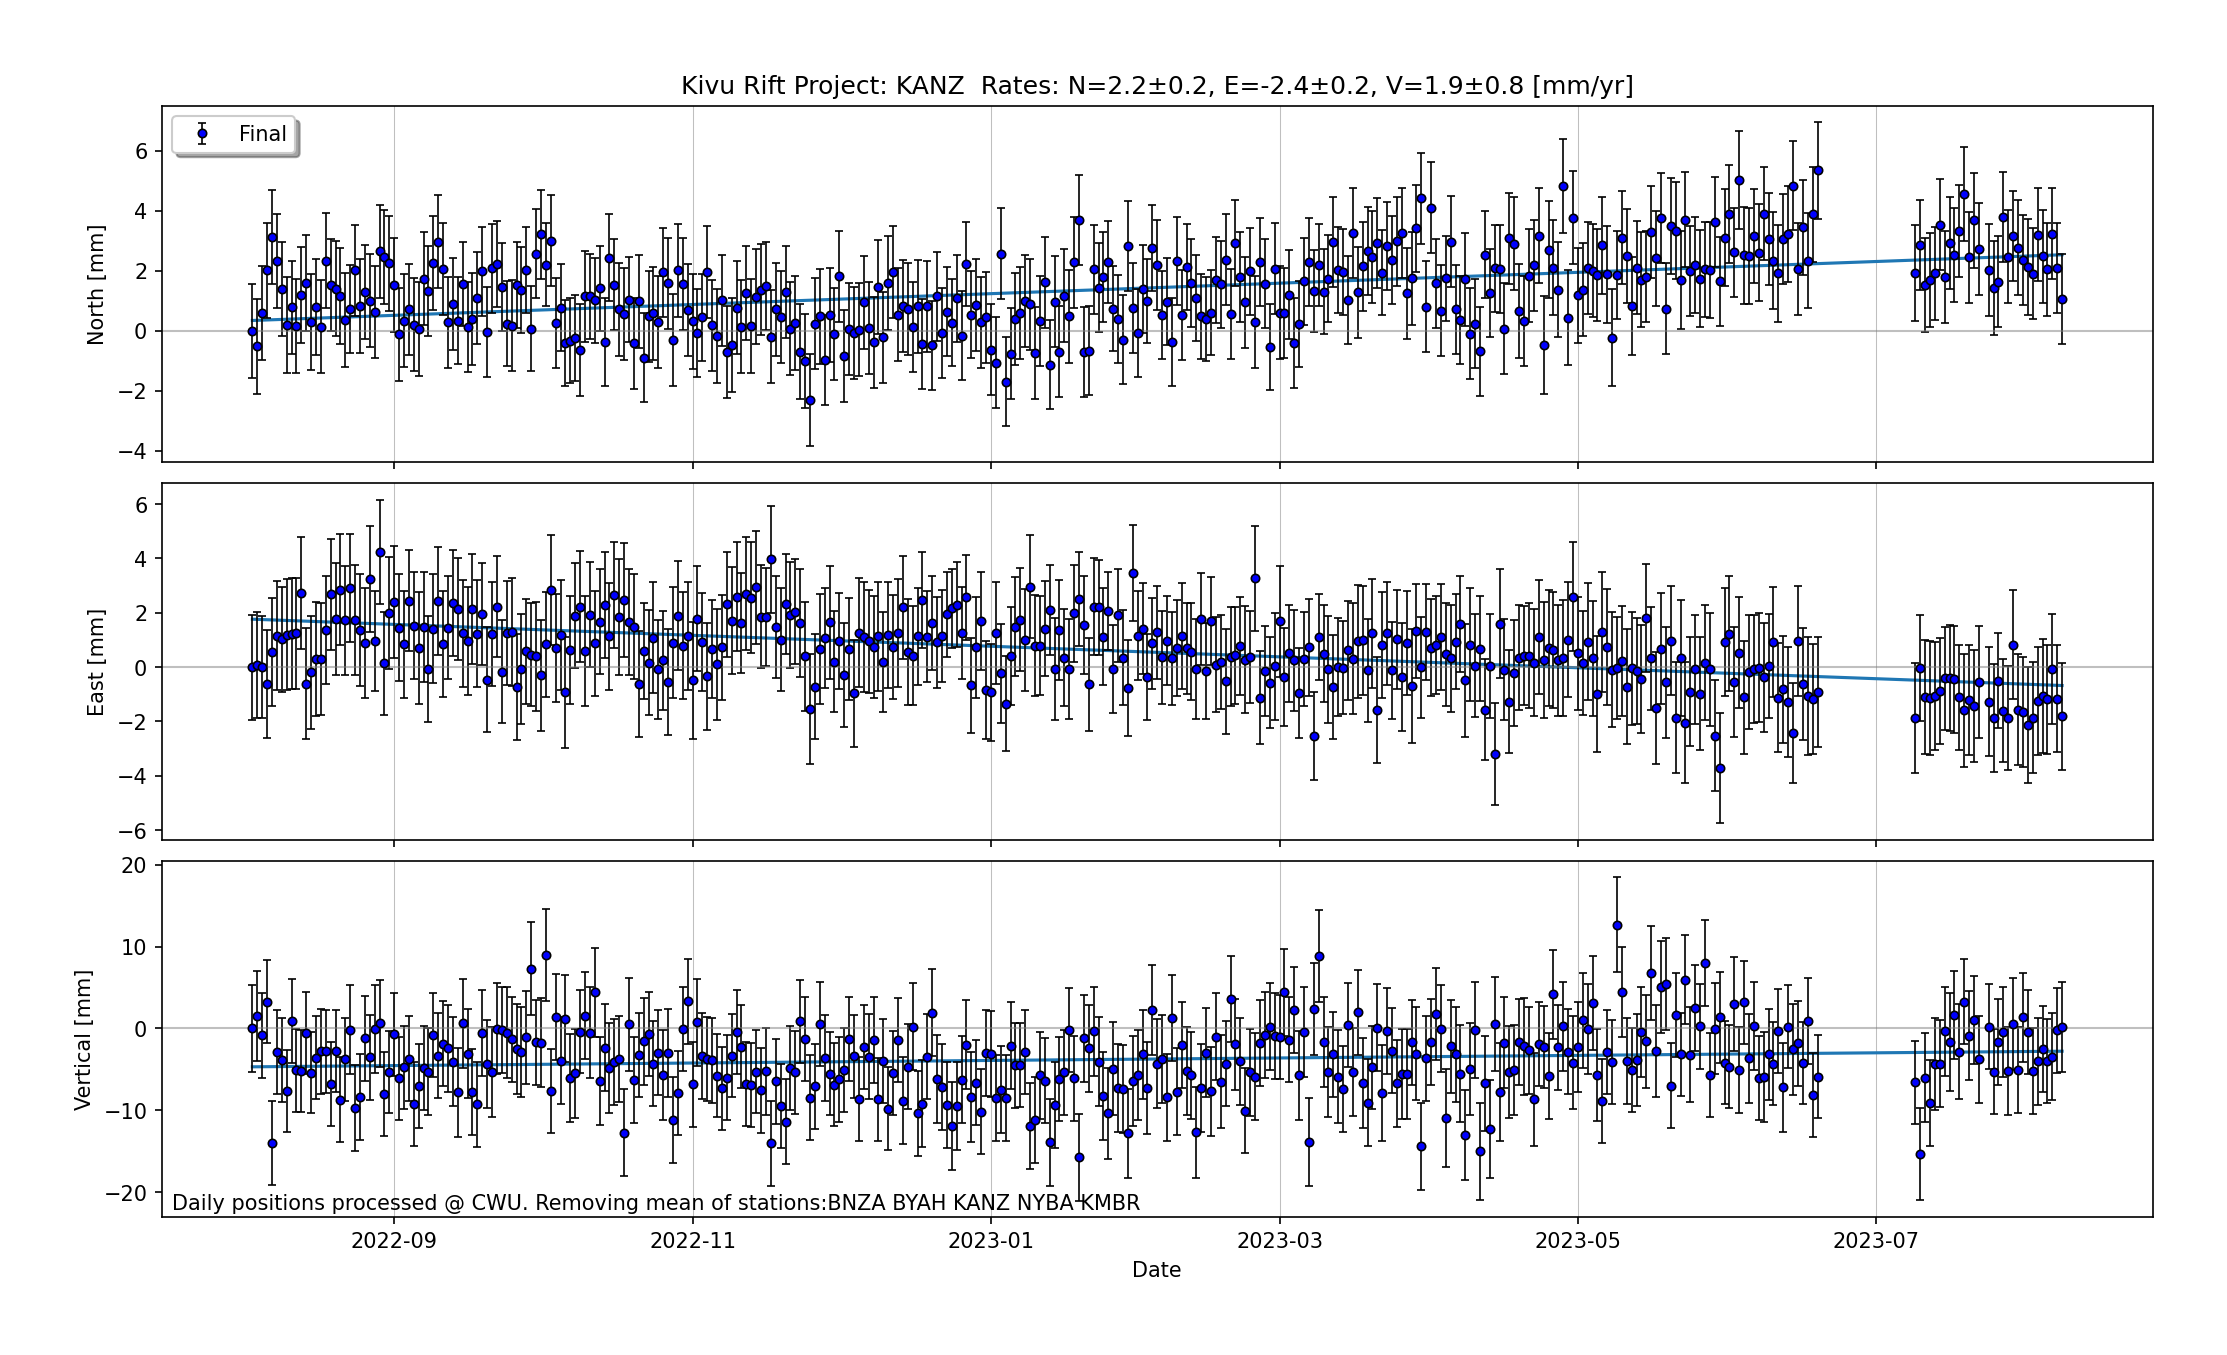 Kivu Rift Project: KANZ  Rates: N=2.2±0.2, E=-2.4±0.2, V=1.9±0.8 [mm/yr]
Final
North [mm]
6
4
2
0
−2
−4
East [mm]
6
4
2
0
−2
−4
−6
Vertical [mm]
20
10
0
−10
−20
Daily positions processed @ CWU. Removing mean of stations:BNZA BYAH KANZ NYBA KMBR
2022-09 2022-11 2023-01 2023-03 2023-05 2023-07
Date